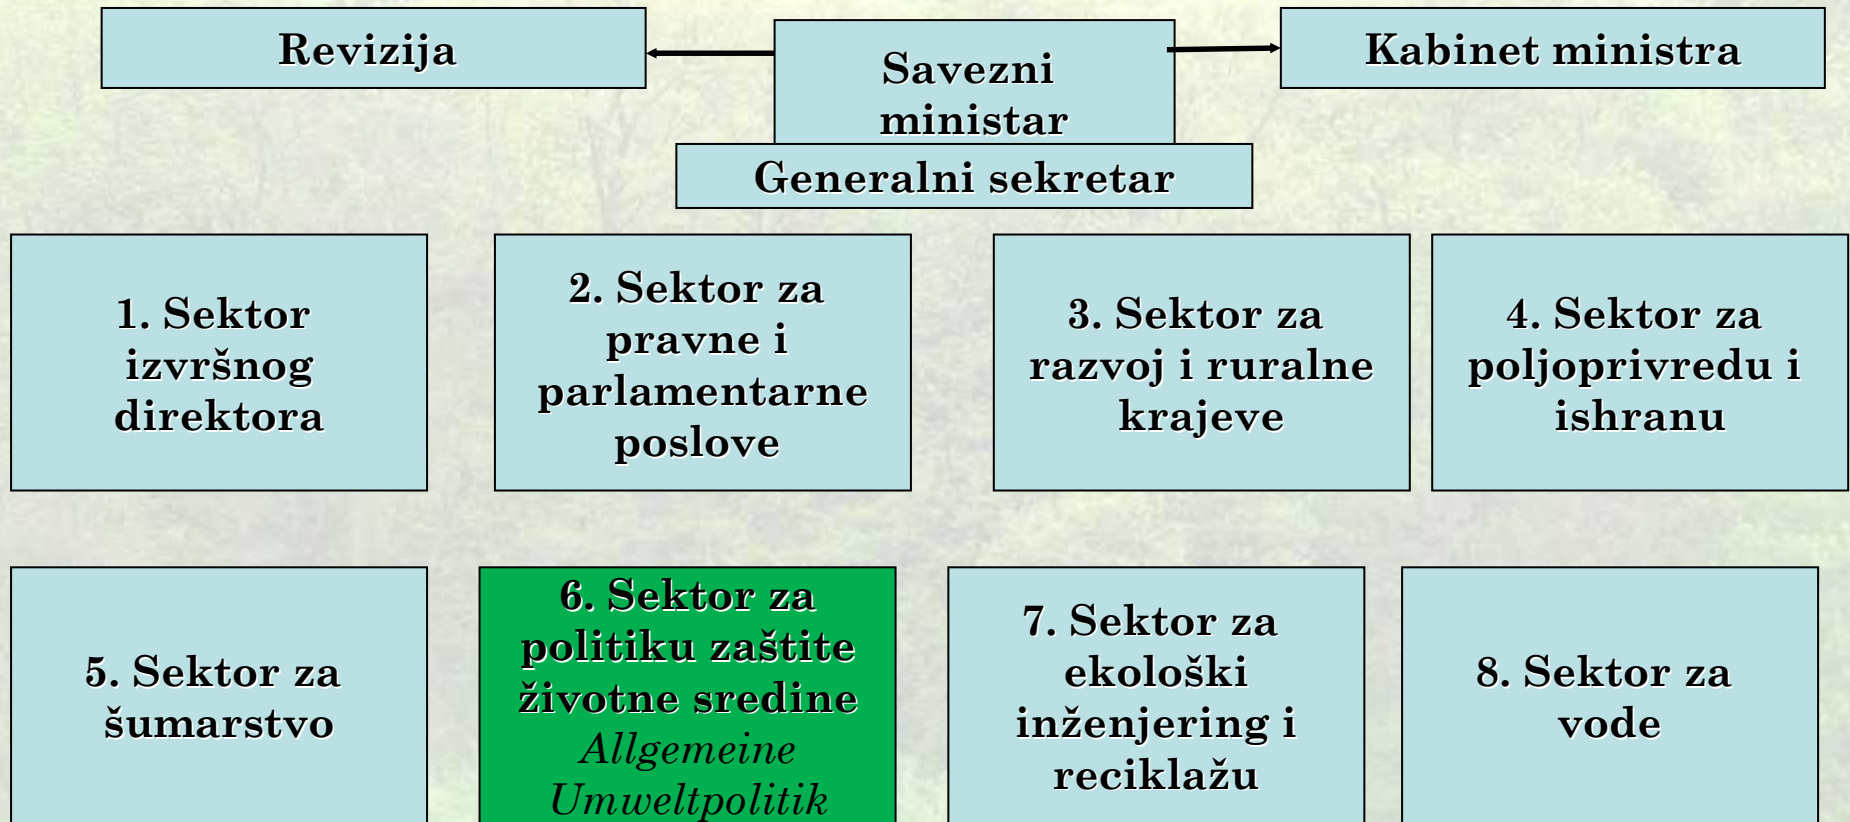 Revizija
Savezni
ministar
Kabinet ministra
Generalni sekretar
1. Sektor
izvršnog
direktora
2. Sektor za
pravne i
parlamentarne
poslove
3. Sektor za
razvoj i ruralne
krajeve
4. Sektor za
poljoprivredu i
ishranu
5. Sektor za
šumarstvo
6. Sektor za
politiku zaštite
životne sredine
Allgemeine
Umweltpolitik
7. Sektor za
ekološki
inženjering i
reciklažu
8. Sektor za
vode